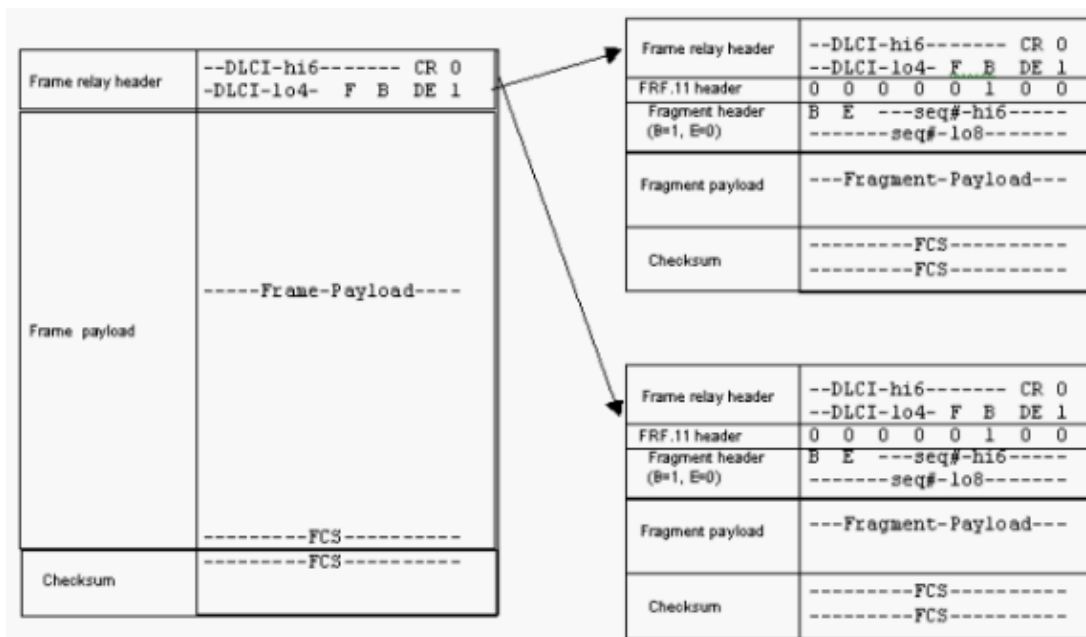 Frame relay header
--DLCI-hi6------- CR 0
-DLCI-lo4- F B DE 1
Frame payload
-----Frame-Payload----
---------FCS----------
Checksum
---------FCS----------
Frame relay header
--DLCI-hi6------- CR 0
--DLCI-lo4- F B DE 1
FRF.11 header
0 0 0 0 0 1 0 0
Fragment header
(B=1, E=0)
B E ---seq#-hi6-----
-------seq#-lo8-------
Fragment payload
---Fragment-Payload---
Checksum
---------FCS----------
---------FCS----------
Frame relay header
--DLCI-hi6------- CR 0
--DLCI-lo4- F B DE 1
FRF.11 header
0 0 0 0 0 1 0 0
Fragment header
(B=1, E=0)
B E ---seq#-hi6-----
-------seq#-lo8-------
Fragment payload
---Fragment-Payload---
Checksum
---------FCS----------
---------FCS----------